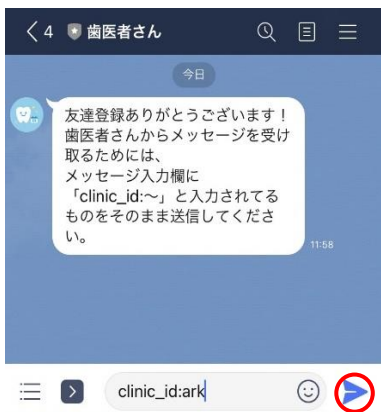 4 歯医者さん
今日
友達登録ありがとうございます！
歯医者さんからメッセージを受け
取るためには、
メッセージ入力欄に
「clinic_id:～」と入力されてる
ものをそのまま送信してくださ
い。
11:58
clinic_id:ark